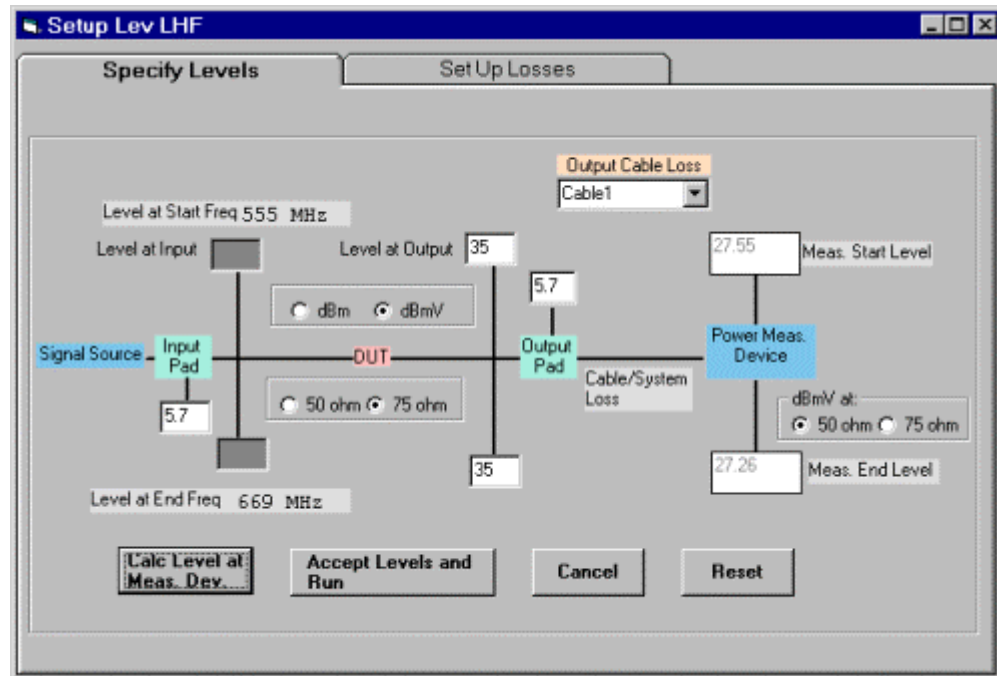 Setup Lev LHF
Specify Levels
Set Up Losses
Output Cable Loss
Cable1
Level at Start Freq 555 MHz
Level at Input
Level at Output 35
27.55 Meas. Start Level
5.7
dBm dBmV
Signal Source
Input
Pad
DUT
Output
Pad
Power Meas.
Device
Cable/System
Loss
50 ohm 75 ohm
5.7
dBmV at:
50 ohm 75 ohm
35
27.26 Meas. End Level
Level at End Freq 669 MHz
Calc Level at
Meas. Dev.
Accept Levels and
Run
Cancel
Reset